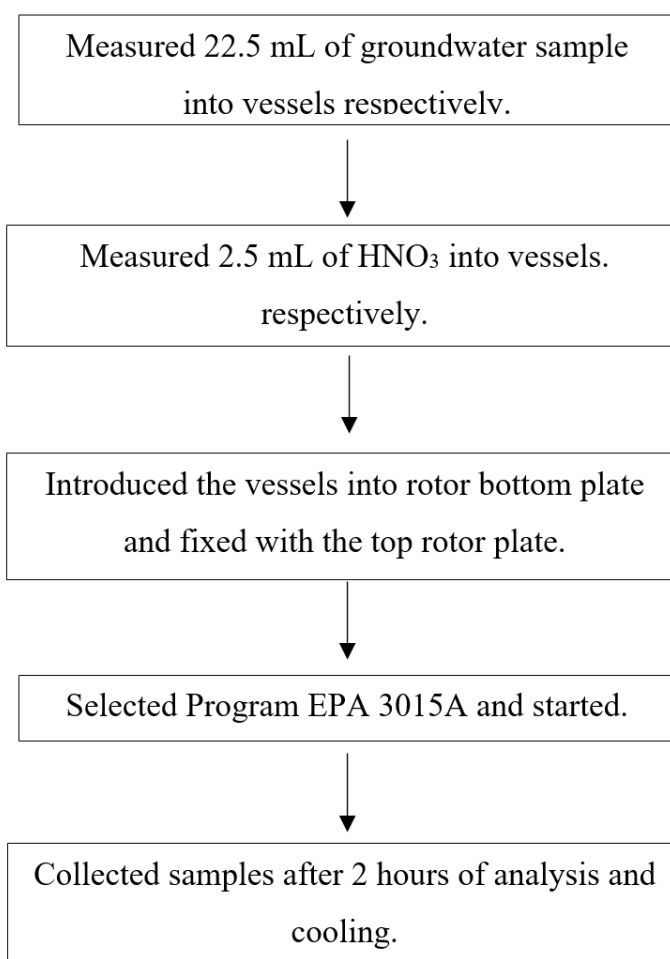 Measured 22.5 mL of groundwater sample
into vessels respectively.
Measured 2.5 mL of HNO₃ into vessels.
respectively.
Introduced the vessels into rotor bottom plate
and fixed with the top rotor plate.
Selected Program EPA 3015A and started.
Collected samples after 2 hours of analysis and
cooling.